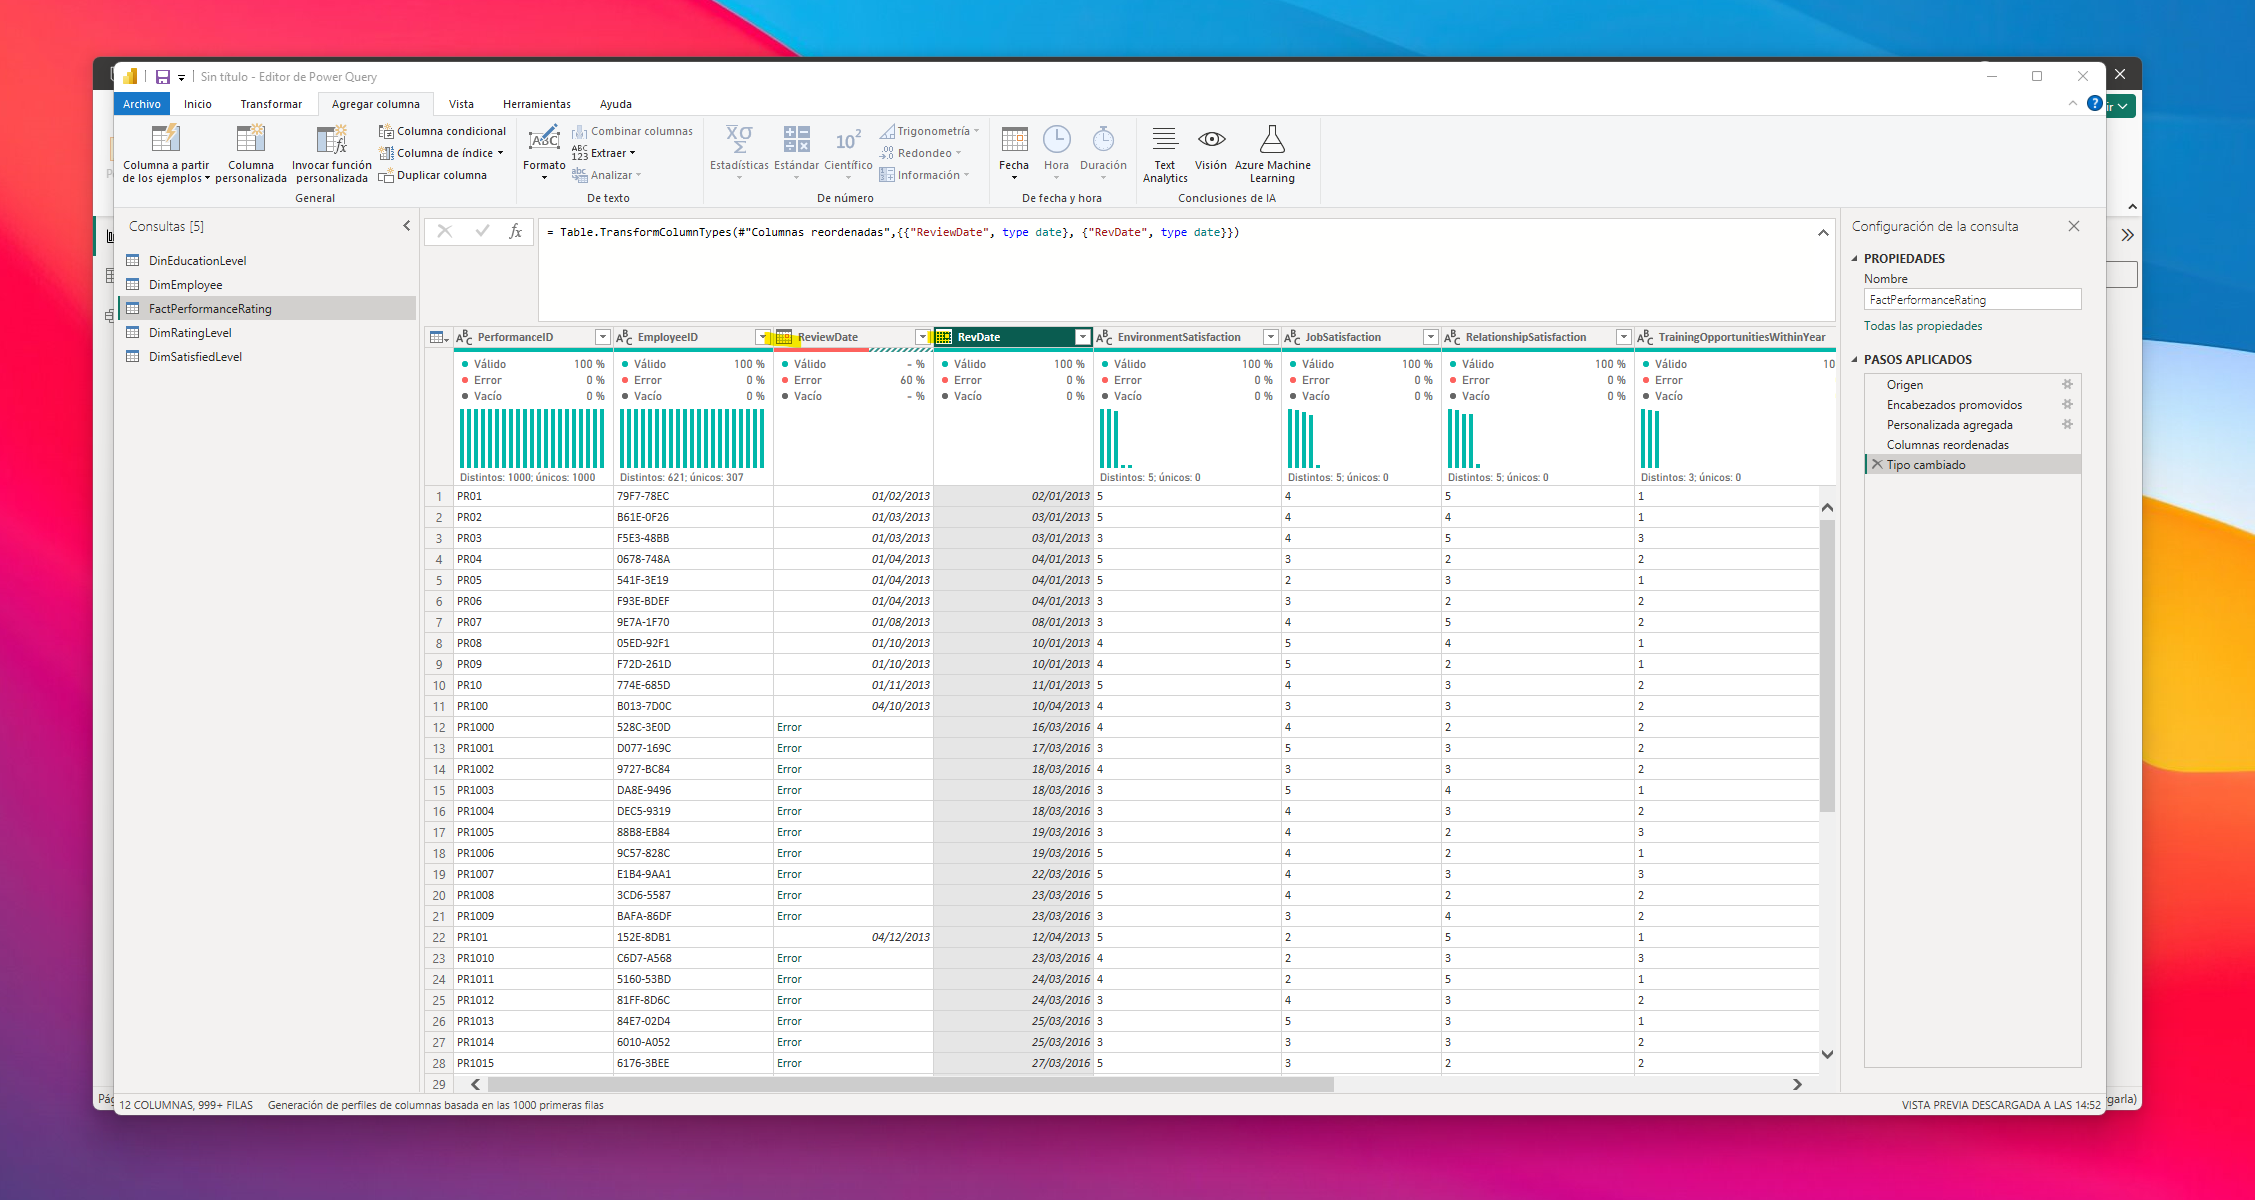 Sin título - Editor de Power Query
Archivo Inicio Transformar Agregar columna Vista Herramientas Ayuda
Columna a partir de los ejemplos
Columna personalizada
Invocar función personalizada
Columna condicional
Columna de índice
Duplicar columna
General
Formato
Combinar columnas
Extraer
Analizar
De texto
Estadísticas
Estándar
Científico
Trigonometría
Redondeo
Información
De número
Fecha
Hora
Duración
De fecha y hora
Text Analytics
Visión
Azure Machine Learning
Conclusiones de IA
Consultas [5]
DinEducationLevel
DimEmployee
FactPerformanceRating
DimRatingLevel
DimSatisfiedLevel
= Table.TransformColumnTypes(#"Columnas reordenadas",{{"ReviewDate", type date}, {"RevDate", type date}})
PerformanceID EmployeeID ReviewDate RevDate EnvironmentSatisfaction JobSatisfaction RelationshipSatisfaction TrainingOpportunitiesWithinYear
Válido 100 % Válido 100 % Válido - % Válido 100 % Válido 100 % Válido 100 % Válido 100 % Válido 10
Error 0 % Error 0 % Error 60 % Error 0 % Error 0 % Error 0 % Error 0 % Error
Vacío 0 % Vacío 0 % Vacío - % Vacío 0 % Vacío 0 % Vacío 0 % Vacío 0 % Vacío
Distintos: 1000; únicos: 1000 Distintos: 621; únicos: 307 Distintos: 5; únicos: 0 Distintos: 5; únicos: 0 Distintos: 5; únicos: 0 Distintos: 3; únicos: 0
1 PR01 79F7-78EC 01/02/2013 02/01/2013 5 4 5 1
2 PR02 B61E-0F26 01/03/2013 03/01/2013 5 4 4 1
3 PR03 F5E3-48BB 01/03/2013 03/01/2013 3 4 5 3
4 PR04 0678-748A 01/04/2013 04/01/2013 5 3 2 2
5 PR05 541F-3E19 01/04/2013 04/01/2013 5 2 3 1
6 PR06 F93E-BDEF 01/04/2013 04/01/2013 3 3 2 2
7 PR07 9E7A-1F70 01/08/2013 08/01/2013 3 4 5 2
8 PR08 05ED-92F1 01/10/2013 10/01/2013 4 5 4 1
9 PR09 F72D-261D 01/10/2013 10/01/2013 4 5 2 1
10 PR10 774E-685D 01/11/2013 11/01/2013 5 4 3 2
11 PR100 B013-7D0C 04/10/2013 10/04/2013 4 3 3 2
12 PR1000 528C-3E0D Error 16/03/2016 4 4 2 2
13 PR1001 D077-169C Error 17/03/2016 3 5 3 2
14 PR1002 9727-BC84 Error 18/03/2016 4 3 3 2
15 PR1003 DA8E-9496 Error 18/03/2016 3 5 4 1
16 PR1004 DEC5-9319 Error 18/03/2016 3 4 3 2
17 PR1005 88B8-EB84 Error 19/03/2016 3 4 2 3
18 PR1006 9C57-828C Error 19/03/2016 5 4 2 1
19 PR1007 E1B4-9AA1 Error 22/03/2016 5 4 3 3
20 PR1008 3CD6-5587 Error 23/03/2016 5 4 2 2
21 PR1009 BAFA-86DF Error 23/03/2016 3 3 4 2
22 PR101 152E-8DB1 04/12/2013 12/04/2013 5 2 5 1
23 PR1010 C6D7-A568 Error 23/03/2016 4 2 3 3
24 PR1011 5160-53BD Error 24/03/2016 4 2 5 1
25 PR1012 81FF-8D6C Error 24/03/2016 3 4 3 2
26 PR1013 84E7-02D4 Error 25/03/2016 3 5 3 1
27 PR1014 6010-A052 Error 25/03/2016 3 3 3 2
28 PR1015 6176-3BEE Error 27/03/2016 5 3 2 2
29
Configuración de la consulta
PROPIEDADES
Nombre
FactPerformanceRating
Todas las propiedades
PASOS APLICADOS
Origen
Encabezados promovidos
Personalizada agregada
Columnas reordenadas
Tipo cambiado
12 COLUMNAS, 999+ FILAS Generación de perfiles de columnas basada en las 1000 primeras filas
VISTA PREVIA DESCARGADA A LAS 14:52